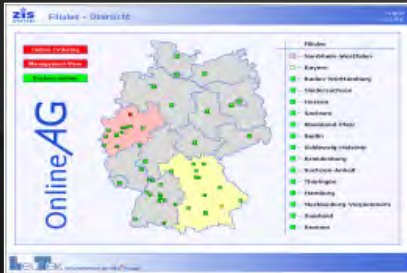 ZIS
Filialen - Übersicht
Online Ordering
Management View
OnlineAG
Filialen
Nordrhein-Westfalen
Bayern
Baden-Württemberg
Niedersachsen
Hessen
Sachsen
Rheinland-Pfalz
Berlin
Schleswig-Holstein
Brandenburg
Sachsen-Anhalt
Thüringen
Hamburg
Mecklenburg-Vorpommern
Saarland
Bremen